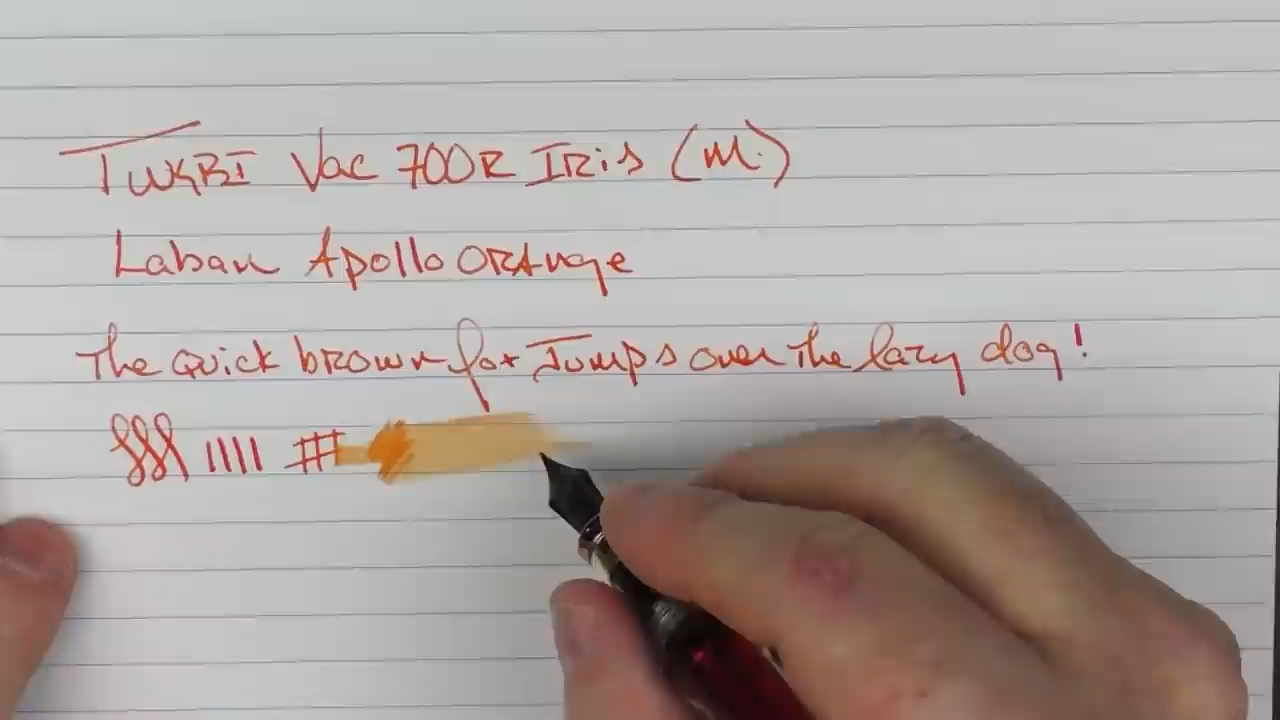 TWSBI Vac 700R IRis (M.)
Laban Apollo ORAnge
The Quick bRown fox Jumps over The lazy dog!